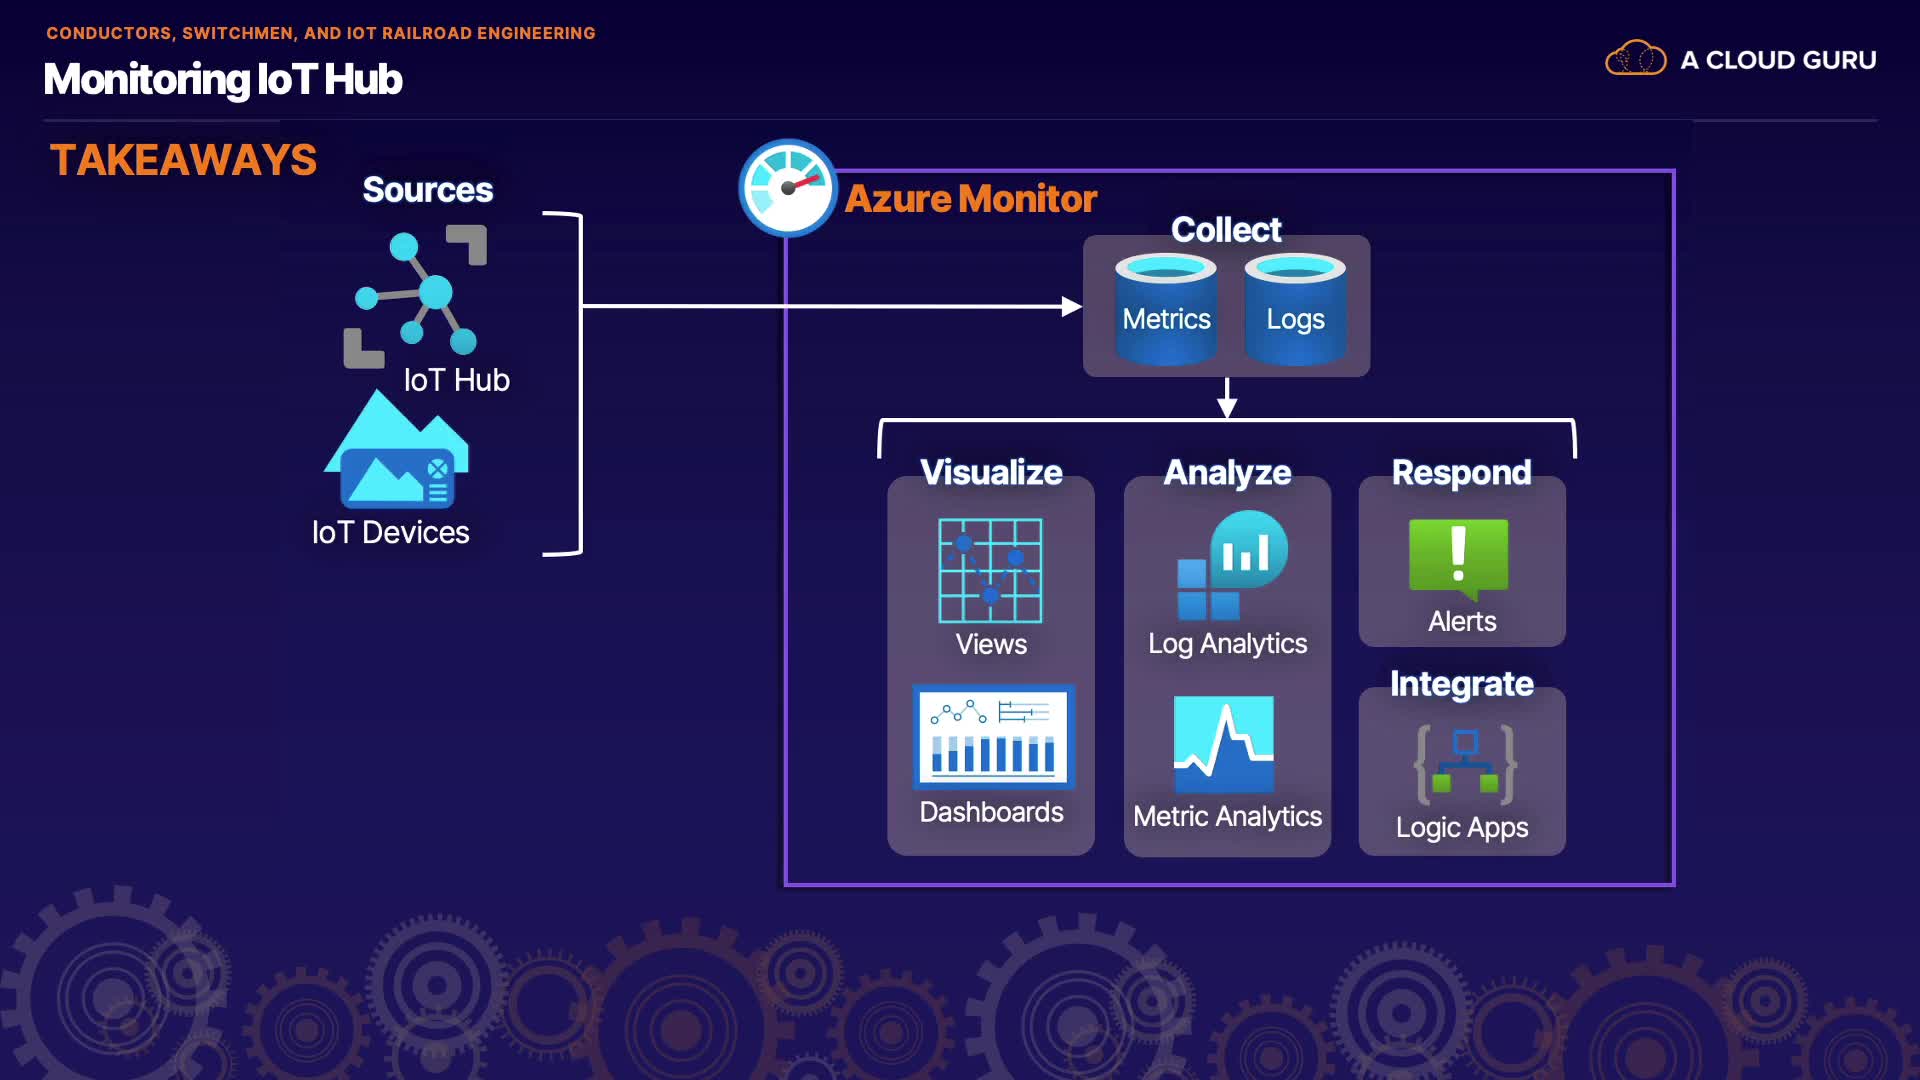 CONDUCTORS, SWITCHMEN, AND IOT RAILROAD ENGINEERING
Monitoring IoT Hub
A CLOUD GURU
TAKEAWAYS
Sources
IoT Hub
IoT Devices
Azure Monitor
Collect
Metrics
Logs
Visualize
Views
Dashboards
Analyze
Log Analytics
Metric Analytics
Respond
Alerts
Integrate
Logic Apps